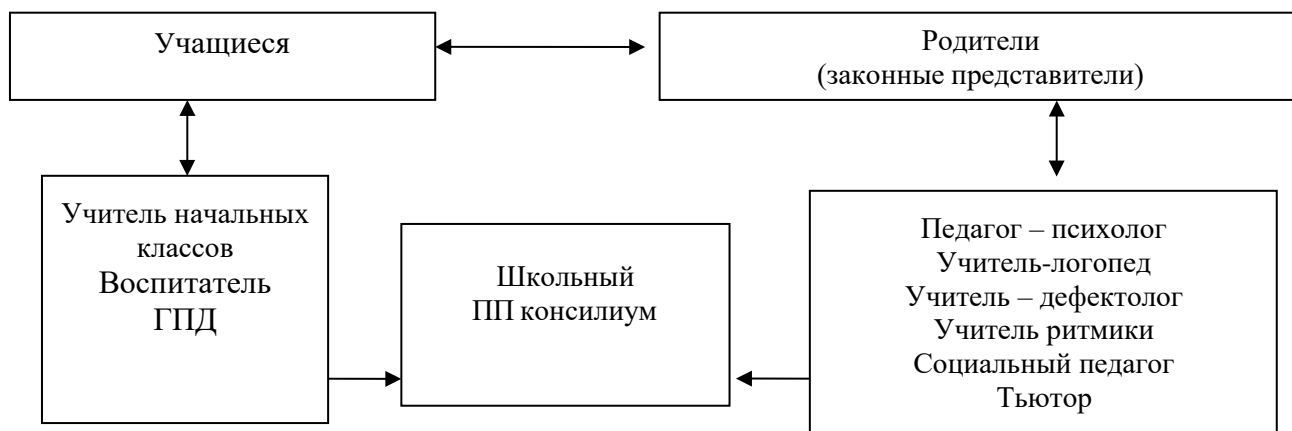 Учащиеся
Родители
(законные представители)
Учитель начальных
классов
Воспитатель
ГПД
Школьный
ПП консилиум
Педагог – психолог
Учитель-логопед
Учитель – дефектолог
Учитель ритмики
Социальный педагог
Тьютор